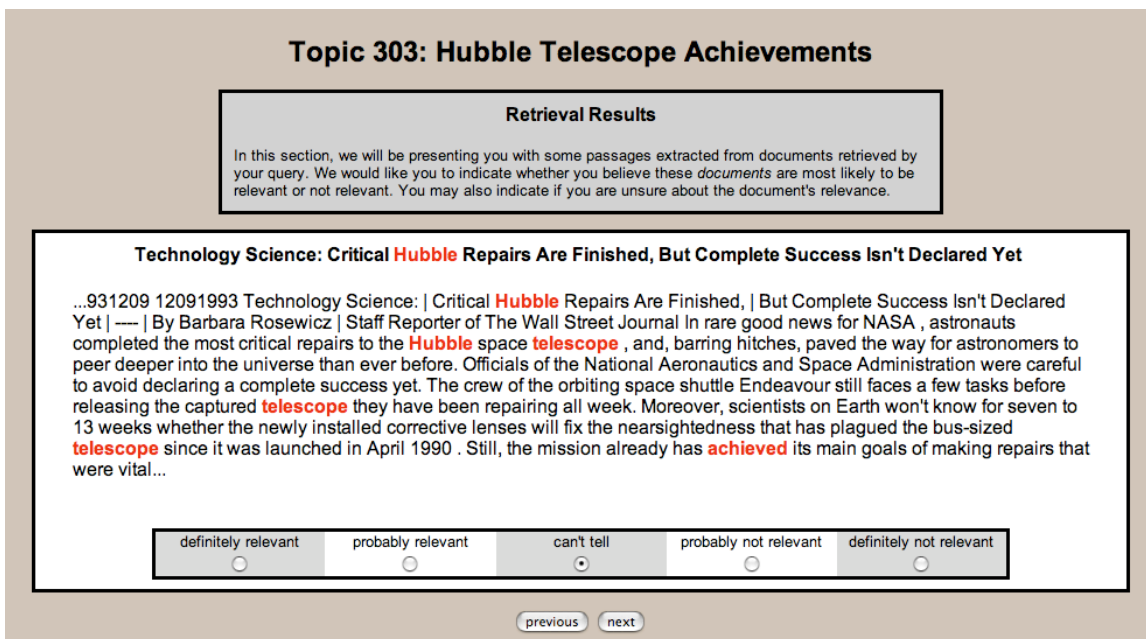 Topic 303: Hubble Telescope Achievements
Retrieval Results
In this section, we will be presenting you with some passages extracted from documents retrieved by
your query. We would like you to indicate whether you believe these documents are most likely to be
relevant or not relevant. You may also indicate if you are unsure about the document's relevance.
Technology Science: Critical Hubble Repairs Are Finished, But Complete Success Isn't Declared Yet
...931209 12091993 Technology Science: | Critical Hubble Repairs Are Finished, | But Complete Success Isn't Declared
Yet | ---- | By Barbara Rosewicz | Staff Reporter of The Wall Street Journal In rare good news for NASA , astronauts
completed the most critical repairs to the Hubble space telescope , and, barring hitches, paved the way for astronomers to
peer deeper into the universe than ever before. Officials of the National Aeronautics and Space Administration were careful
to avoid declaring a complete success yet. The crew of the orbiting space shuttle Endeavour still faces a few tasks before
releasing the captured telescope they have been repairing all week. Moreover, scientists on Earth won't know for seven to
13 weeks whether the newly installed corrective lenses will fix the nearsightedness that has plagued the bus-sized
telescope since it was launched in April 1990 . Still, the mission already has achieved its main goals of making repairs that
were vital...
definitely relevant probably relevant can't tell probably not relevant definitely not relevant
previous next